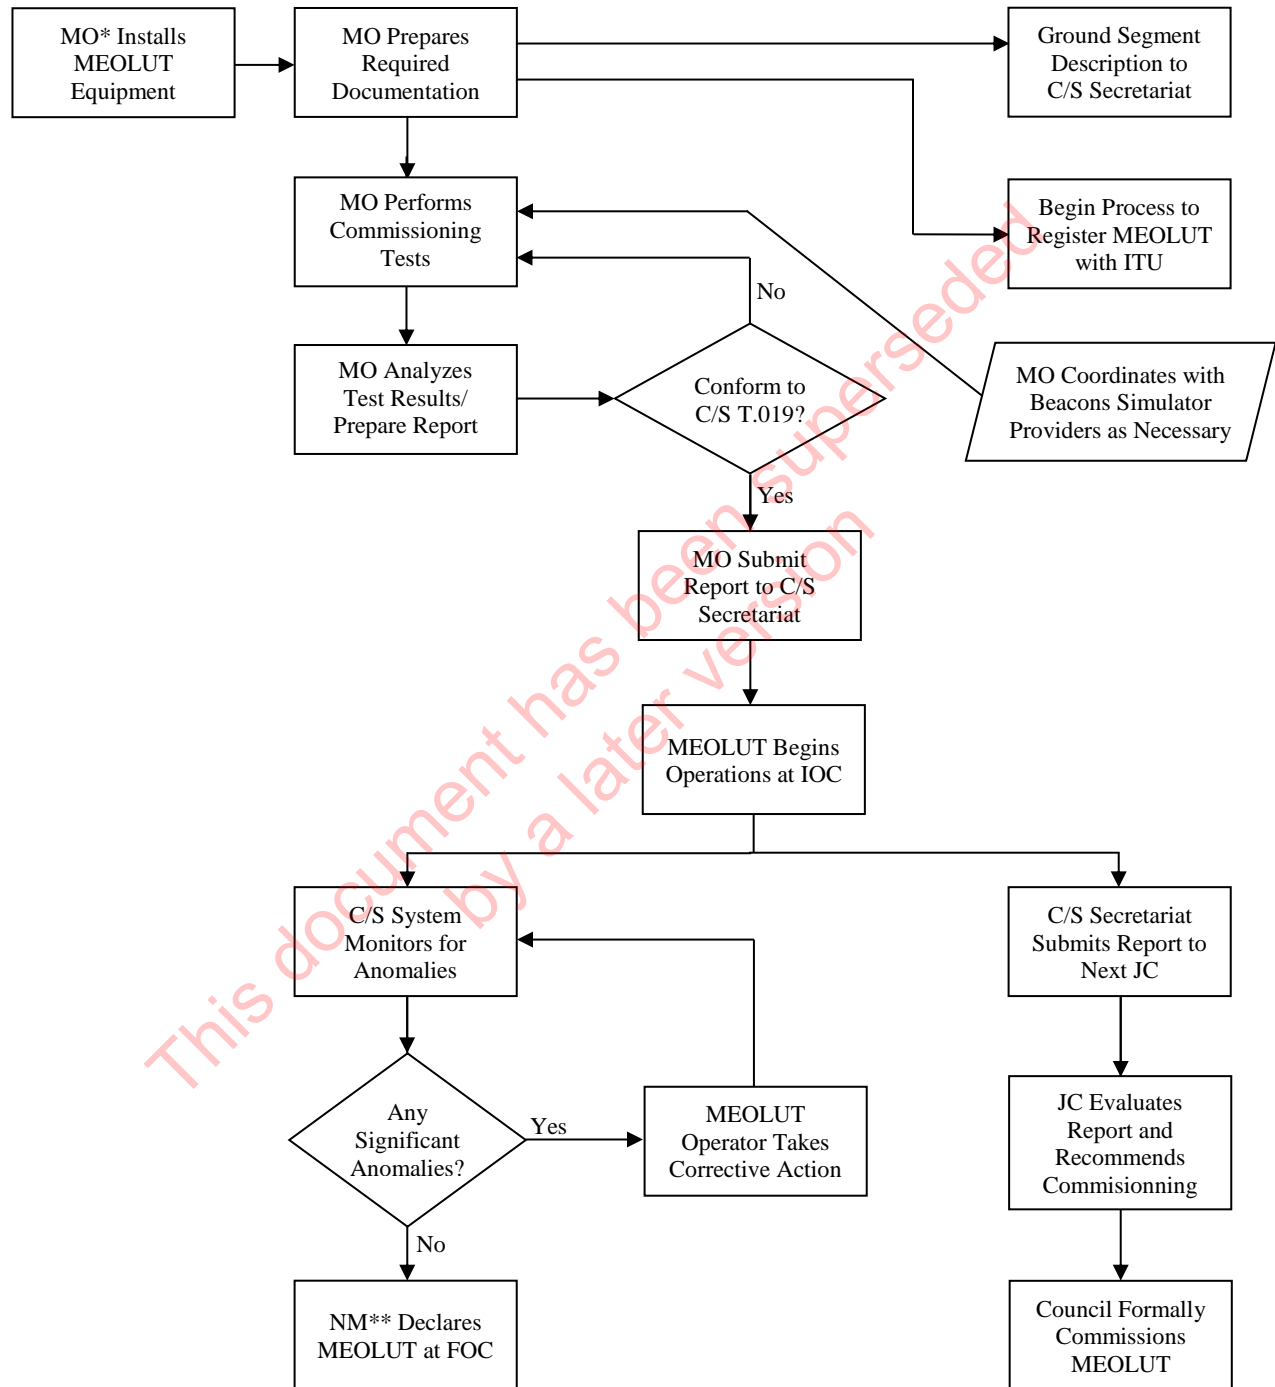 MO* Installs
MEOLUT
Equipment
MO Prepares
Required
Documentation
Ground Segment
Description to
C/S Secretariat
MO Performs
Commissioning
Tests
Begin Process to
Register MEOLUT
with ITU
No
MO Analyzes
Test Results/
Prepare Report
Conform to
C/S T.019?
MO Coordinates with
Beacons Simulator
Providers as Necessary
Yes
MO Submit
Report to C/S
Secretariat
MEOLUT Begins
Operations at IOC
C/S System
Monitors for
Anomalies
C/S Secretariat
Submits Report to
Next JC
Any
Significant
Anomalies?
Yes
MEOLUT
Operator Takes
Corrective Action
JC Evaluates
Report and
Recommends
Commisionning
No
NM** Declares
MEOLUT at FOC
Council Formally
Commissions
MEOLUT
This document has been superseded
by a later version